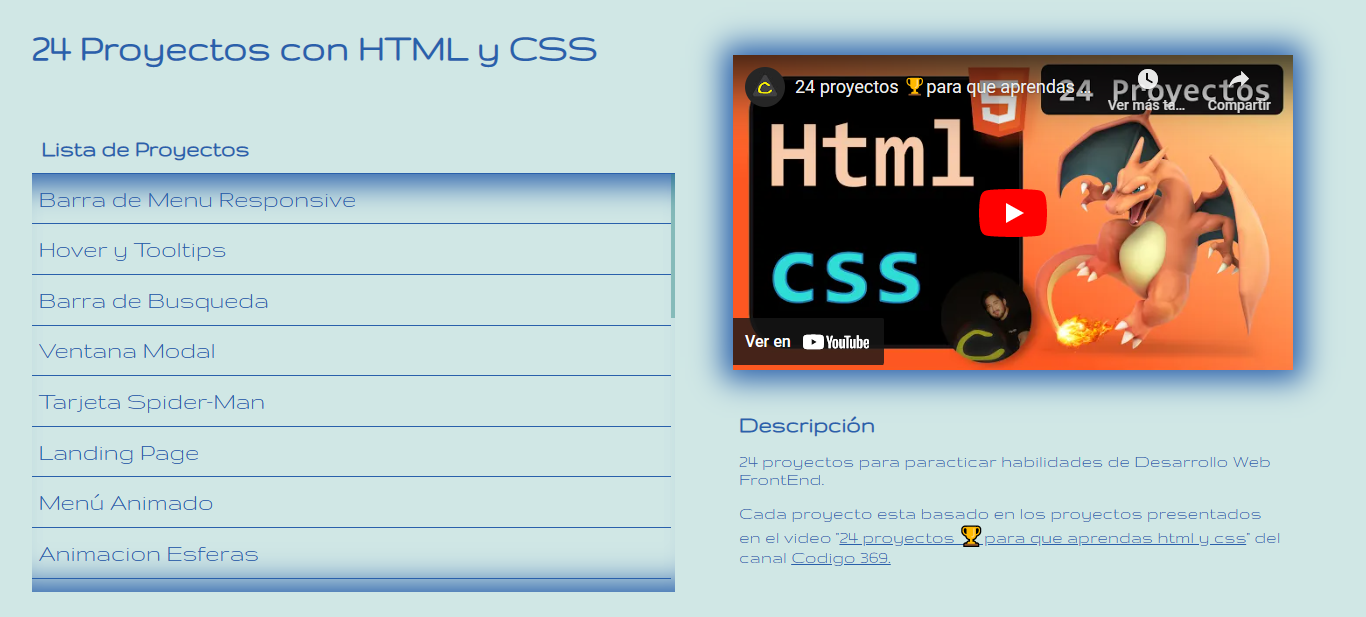 24 Proyectos con HTML y CSS
Lista de Proyectos
Barra de Menu Responsive
Hover y Tooltips
Barra de Busqueda
Ventana Modal
Tarjeta Spider-Man
Landing Page
Menú Animado
Animacion Esferas
24 proyectos 🏆para que aprendas ...
24 Proyectos
Ver más ta...
Compartir
5
Html
css
Ver en YouTube
Descripción
24 proyectos para paracticar habilidades de Desarrollo Web
FrontEnd.
Cada proyecto esta basado en los proyectos presentados
en el video "24 proyectos 🏆para que aprendas html y css" del
canal Codigo 369.